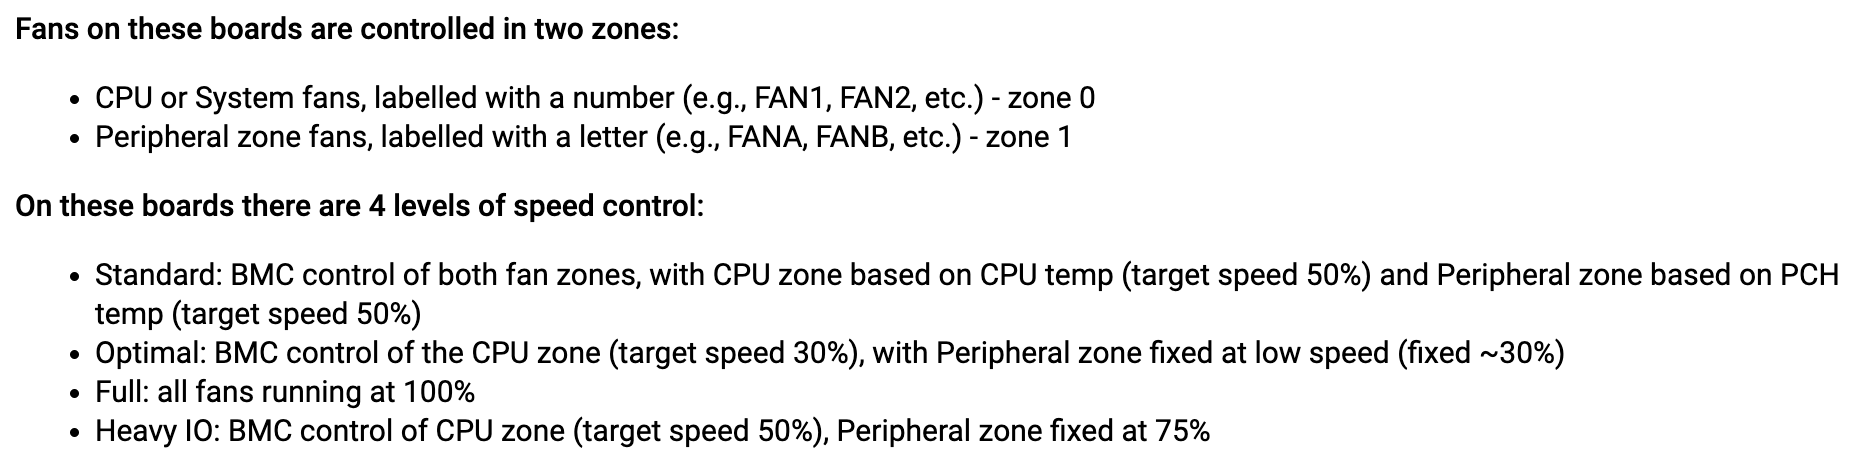 Fans on these boards are controlled in two zones:
• CPU or System fans, labelled with a number (e.g., FAN1, FAN2, etc.) - zone 0
• Peripheral zone fans, labelled with a letter (e.g., FANA, FANB, etc.) - zone 1
On these boards there are 4 levels of speed control:
• Standard: BMC control of both fan zones, with CPU zone based on CPU temp (target speed 50%) and Peripheral zone based on PCH
temp (target speed 50%)
• Optimal: BMC control of the CPU zone (target speed 30%), with Peripheral zone fixed at low speed (fixed ~30%)
• Full: all fans running at 100%
• Heavy IO: BMC control of CPU zone (target speed 50%), Peripheral zone fixed at 75%